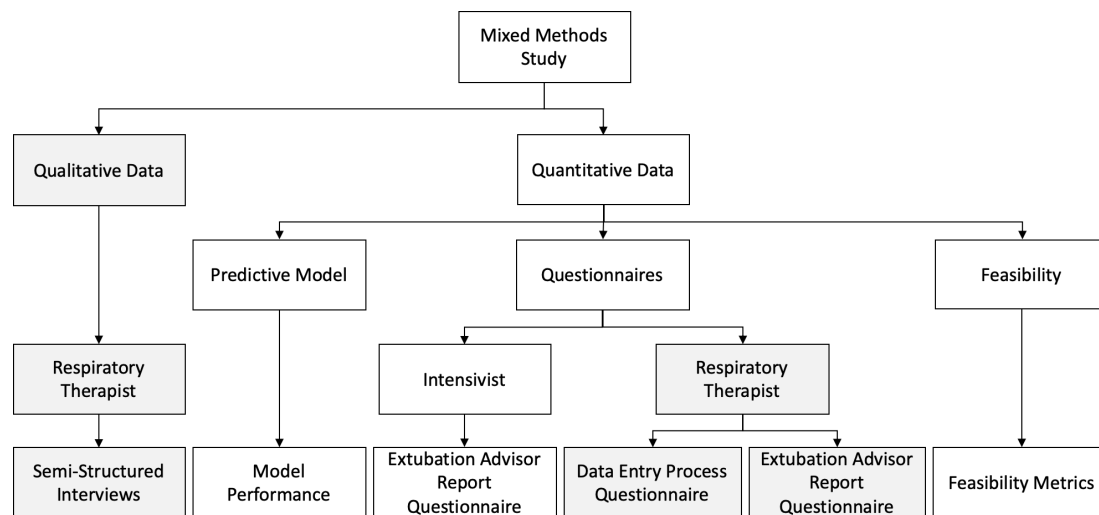 Mixed Methods
Study
Qualitative Data
Quantitative Data
Predictive Model
Questionnaires
Feasibility
Respiratory
Therapist
Intensivist
Respiratory
Therapist
Semi-Structured
Interviews
Model
Performance
Extubation Advisor
Report
Questionnaire
Data Entry Process
Questionnaire
Extubation Advisor
Report
Questionnaire
Feasibility Metrics